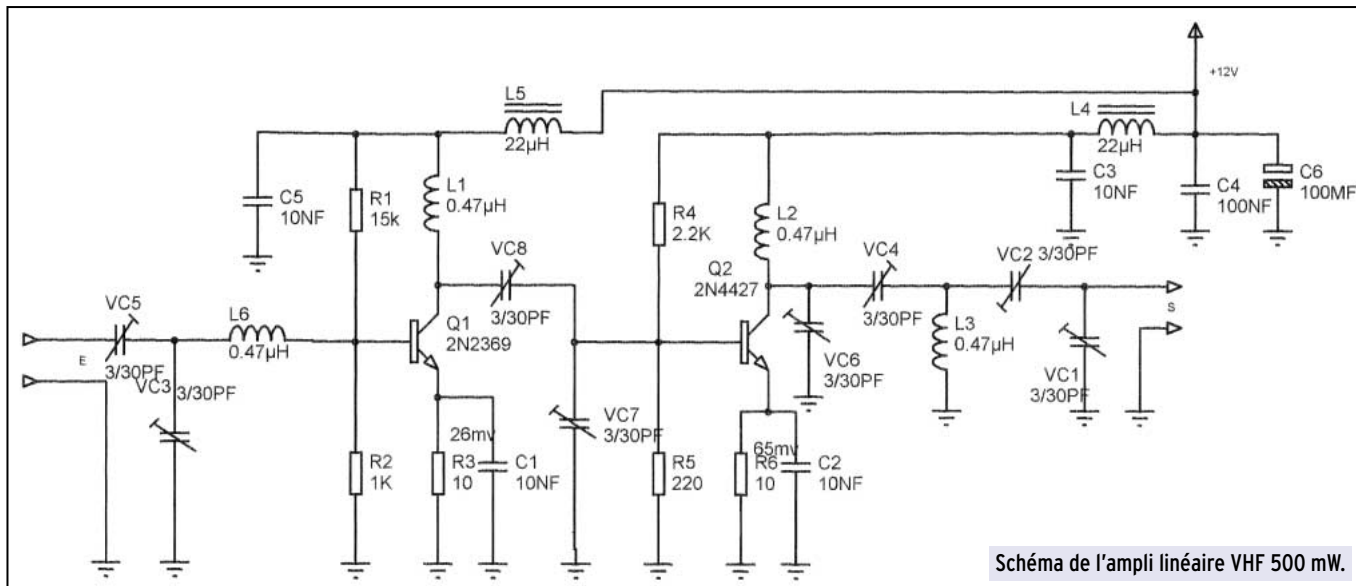 +12V
L5
22µH
L4
22µH
C5
10NF
R1
15k
L1
0.47µH
R4
2.2K
L2
0.47µH
C3
10NF
C4
100NF
C6
100MF
VC8
3/30PF
Q2
2N4427
VC4
3/30PF
VC2
3/30PF
VC5
3/30PF
E
L6
0.47µH
Q1
2N2369
VC3
3/30PF
VC6
3/30PF
L3
0.47µH
S
VC1
3/30PF
VC7
3/30PF
R2
1K
26mv
R3
10
C1
10NF
R5
220
65mv
R6
10
C2
10NF
Schéma de l'ampli linéaire VHF 500 mW.